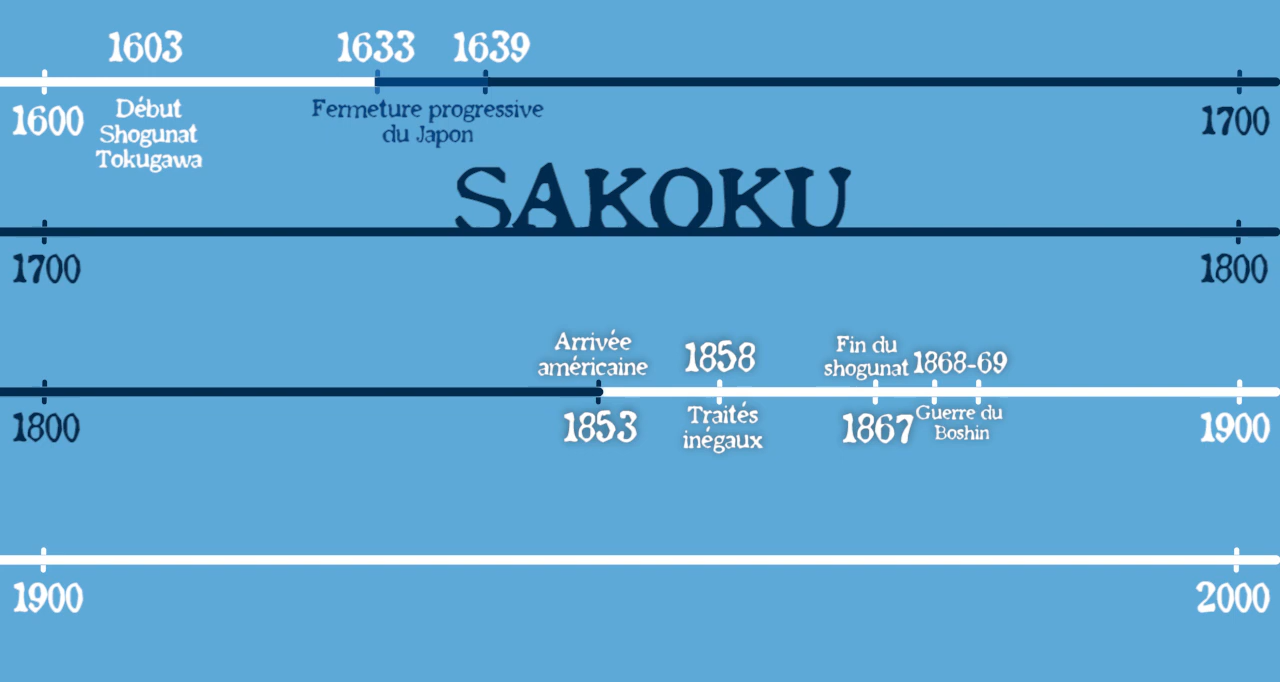 1603 1633 1639
1600 Début
Shogunat
Tokugawa
Fermeture progressive
du Japon
1700
SAKOKU
1700 1800
Arrivée
américaine
1858
Fin du
shogunat
1868-69
1800 1853
Traités
inégaux
1867
Guerre du
Boshin
1900
1900 2000